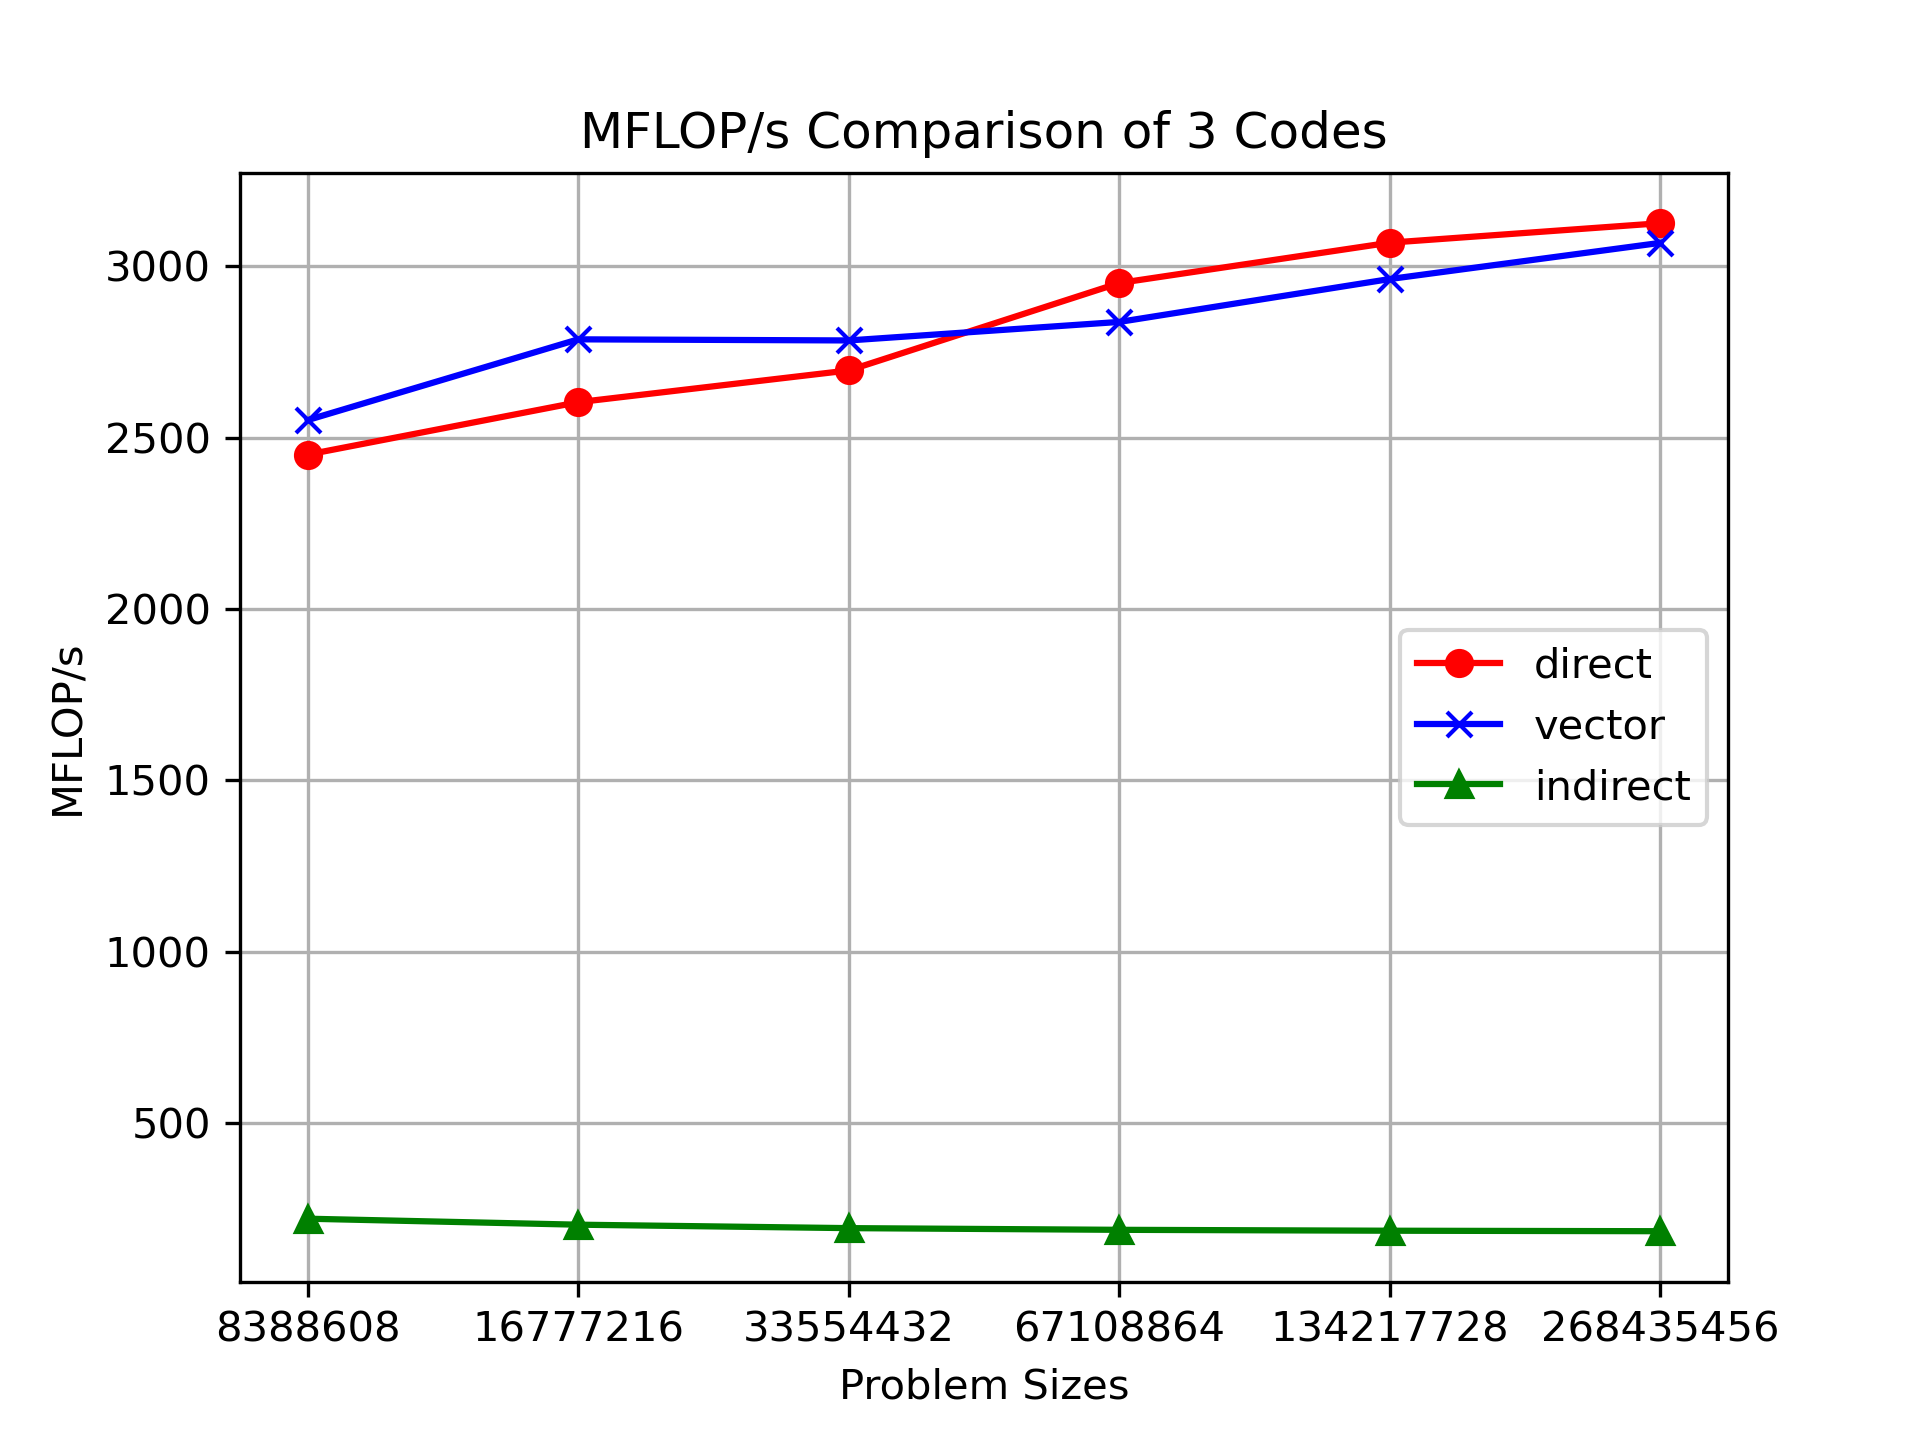 MFLOP/s Comparison of 3 Codes
3000
2500
2000
1500
1000
500
MFLOP/s
direct
vector
indirect
8388608 16777216 33554432 67108864 134217728 268435456
Problem Sizes